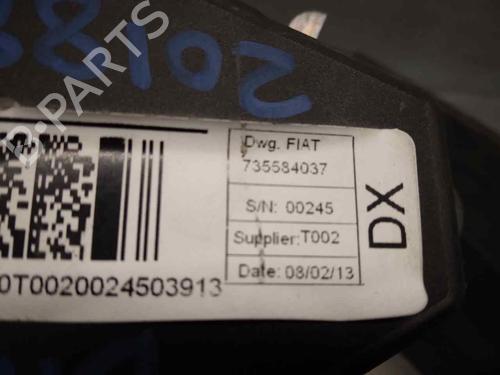 2018
B-PARTS
Dwg. FIAT
735584037
S/N: 00245
Supplier: T002
Date: 08/02/13
DX
0T0020024503913